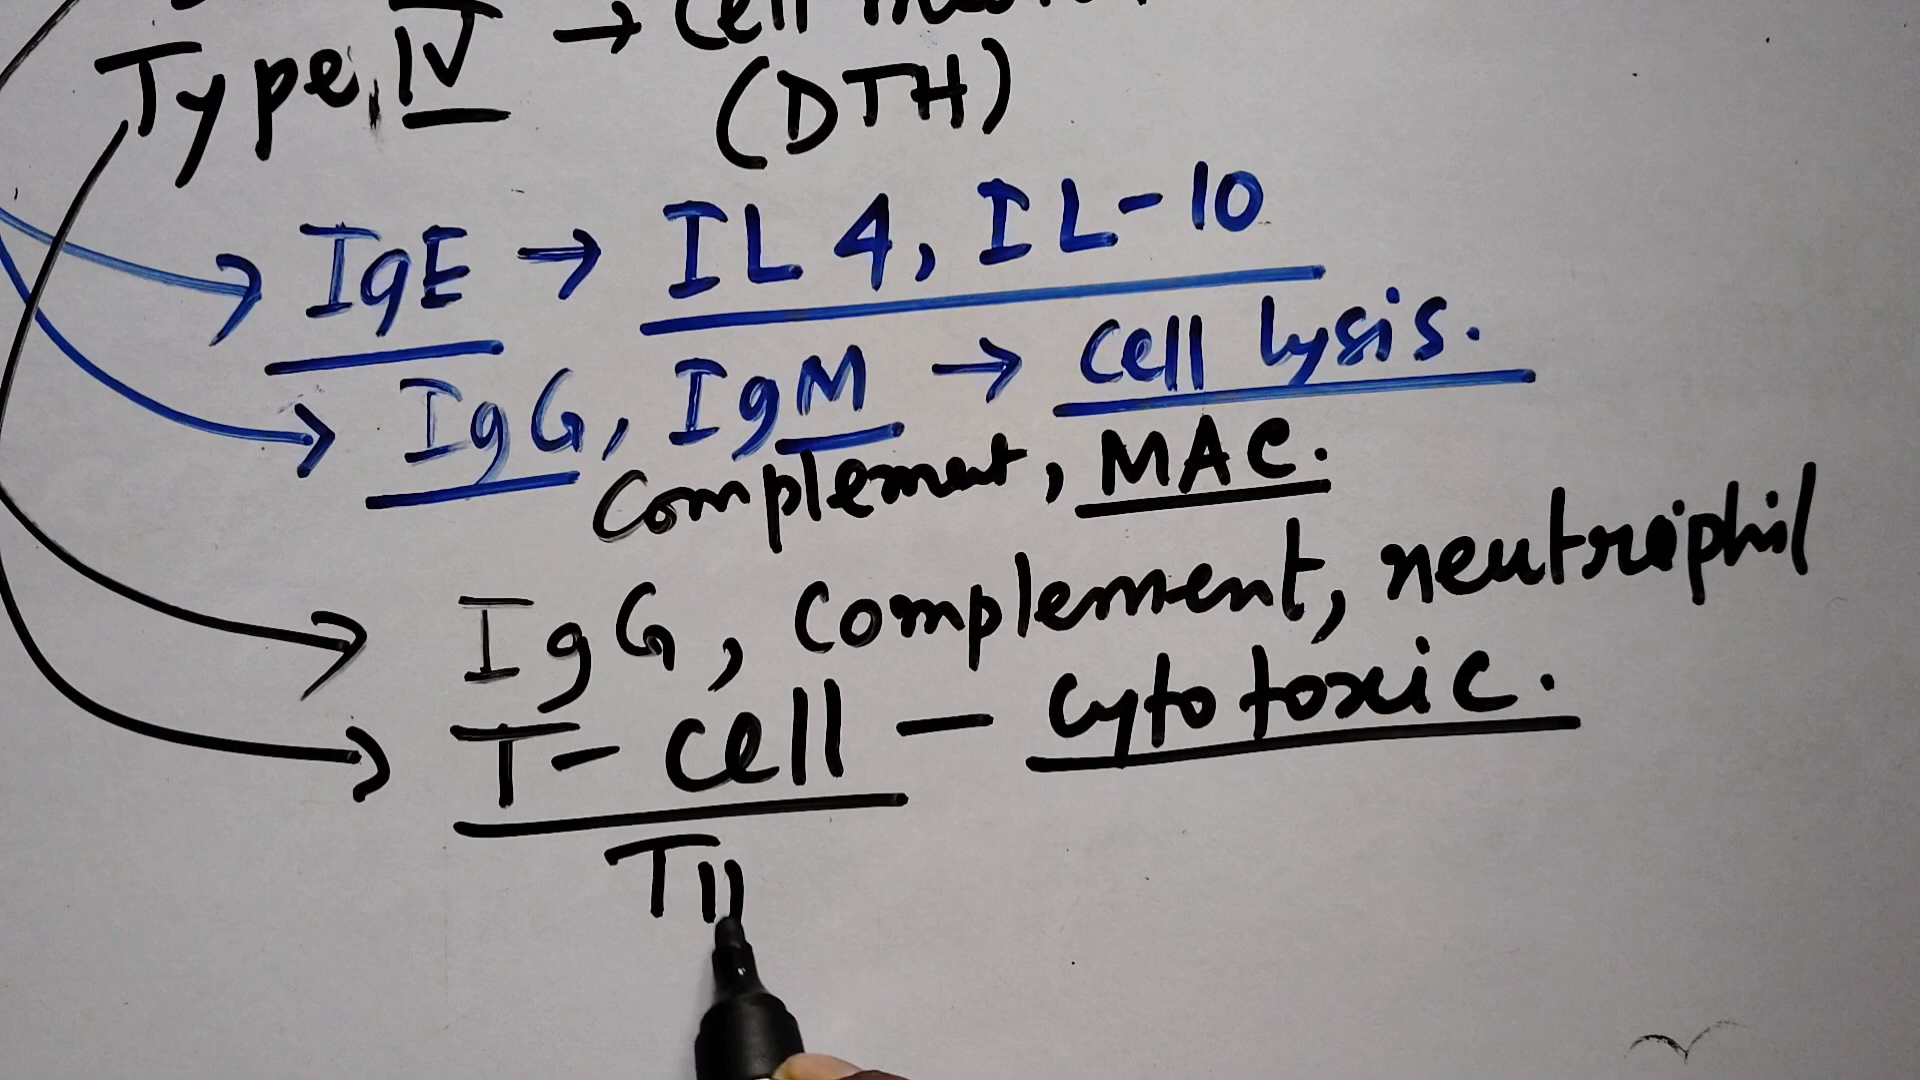 Type IV → Cell
(DTH)
IgE → IL 4, IL-10
IgG, IgM → cell lysis.
complement, MAC.
IgG, complement, neutrophil
T-cell - cytotoxic.